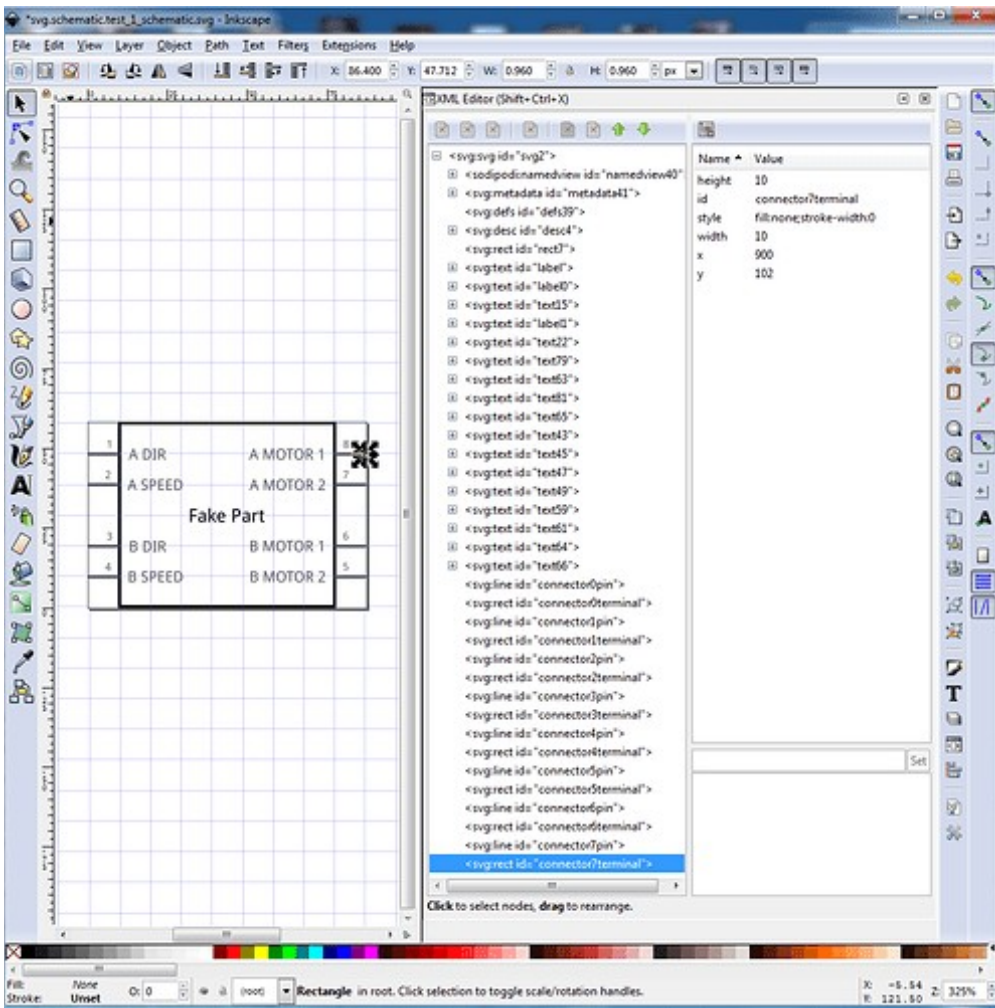 *svg.schematic.test_1_schematic.svg - Inkscape
File Edit View Layer Object Path Text Filters Extensions Help
X: 86.400 Y: 47.712 W: 0.960 H: 0.960 px
XML Editor (Shift+Ctrl+X)
<svg:svg id="svg2">
<sodipodi:namedview id="namedview40"
<svg:metadata id="metadata41">
<svg:defs id="defs39">
<svg:desc id="desc4">
<svg:rect id="rect7">
<svg:text id="label">
<svg:text id="label0">
<svg:text id="text15">
<svg:text id="label1">
<svg:text id="text22">
<svg:text id="text79">
<svg:text id="text63">
<svg:text id="text81">
<svg:text id="text65">
<svg:text id="text43">
<svg:text id="text45">
<svg:text id="text47">
<svg:text id="text49">
<svg:text id="text59">
<svg:text id="text61">
<svg:text id="text64">
<svg:text id="text66">
<svg:line id="connector0pin">
<svg:rect id="connector0terminal">
<svg:line id="connector1pin">
<svg:rect id="connector1terminal">
<svg:line id="connector2pin">
<svg:rect id="connector2terminal">
<svg:line id="connector3pin">
<svg:rect id="connector3terminal">
<svg:line id="connector4pin">
<svg:rect id="connector4terminal">
<svg:line id="connector5pin">
<svg:rect id="connector5terminal">
<svg:line id="connector6pin">
<svg:rect id="connector6terminal">
<svg:line id="connector7pin">
<svg:rect id="connector7terminal">
Name Value
height 10
id connector7terminal
style fill:none;stroke-width:0
width 10
x 900
y 102
Set
1 A DIR A MOTOR 1 8
2 A SPEED A MOTOR 2 7
Fake Part
3 B DIR B MOTOR 1 6
4 B SPEED B MOTOR 2 5
Click to select nodes, drag to rearrange.
Fill: None
Stroke: Unset
O: 0
(root)
Rectangle in root. Click selection to toggle scale/rotation handles.
X: -5.54
Y: 121.50
Z: 325%